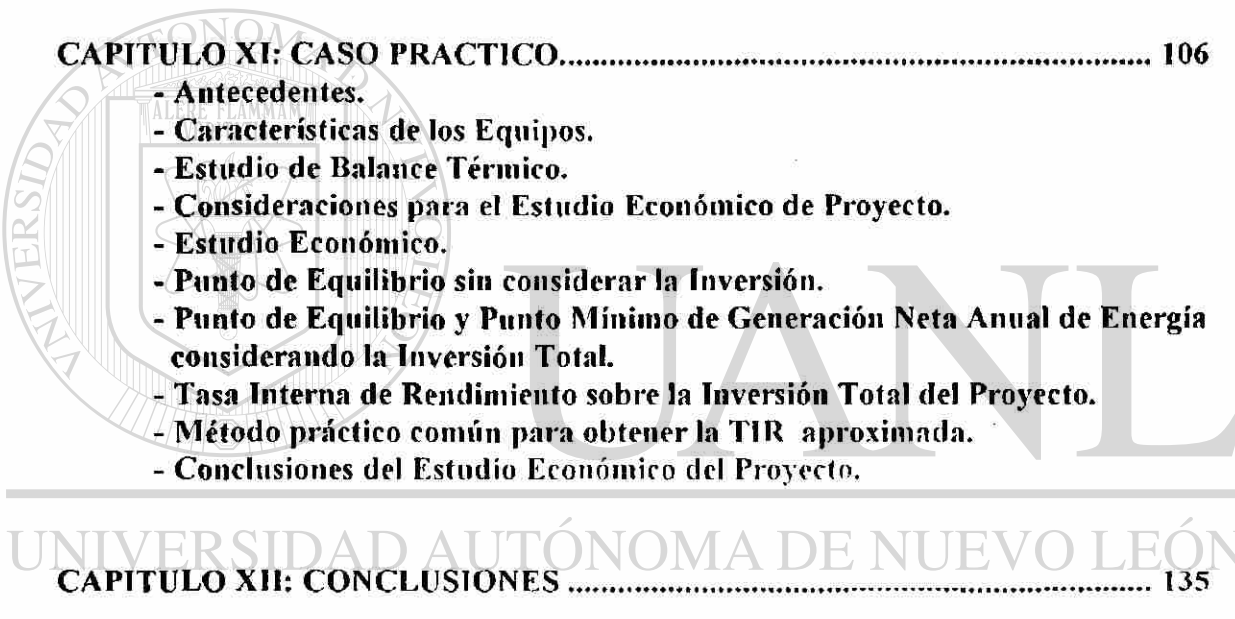 CAPITULO XI: CASO PRACTICO.................................................................... 106
- Antecedentes.
ALERE FLAMMAM
- Características de los Equipos.
- Estudio de Balance Térmico.
- Consideraciones para el Estudio Económico de Proyecto.
- Estudio Económico.
- Punto de Equilibrio sin considerar la Inversión.
- Punto de Equilibrio y Punto Mínimo de Generación Neta Anual de Energía
considerando la Inversión Total.
- Tasa Interna de Rendimiento sobre la Inversión Total del Proyecto.
- Método práctico común para obtener la TIR aproximada.
- Conclusiones del Estudio Económico del Proyecto.
UANL
UNIVERSIDAD AUTÓNOMA DE NUEVO LEÓN
CAPITULO XII: CONCLUSIONES .................................................................... 135